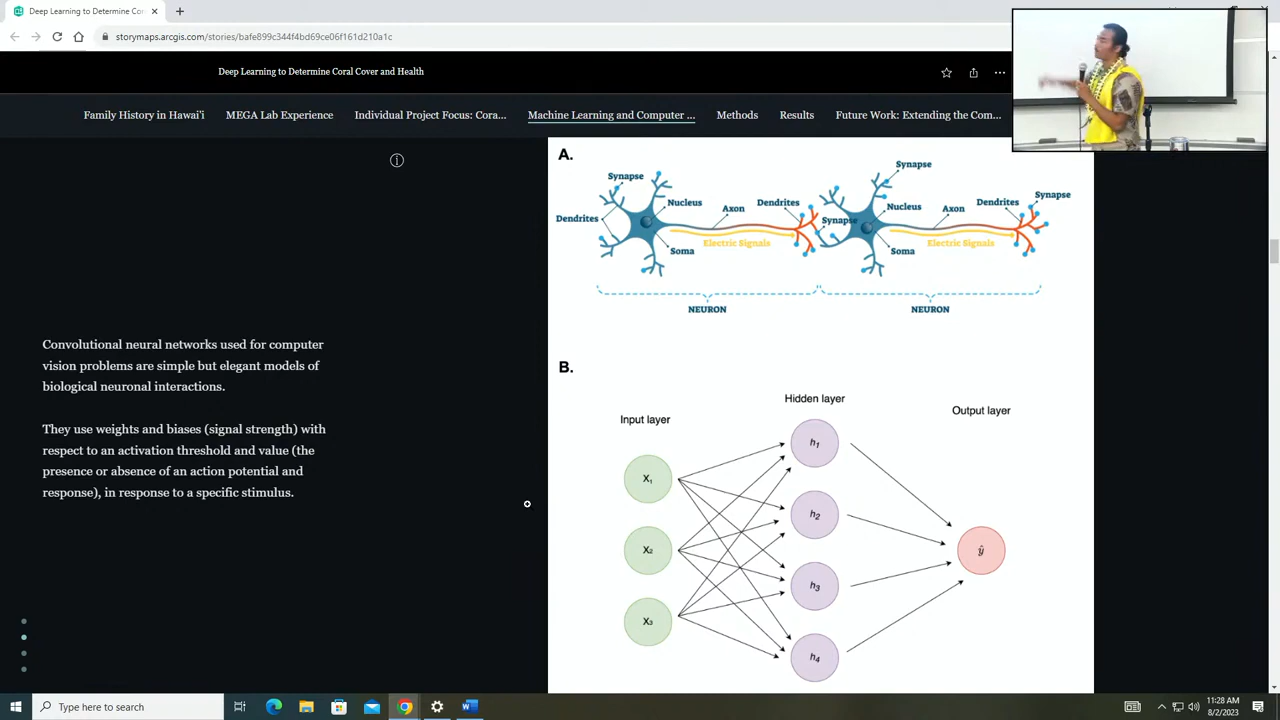 Deep Learning to Determine Cor
storymaps.arcgis.com/stories/bafe899c344f4bd69ce06f161d210a1c
Deep Learning to Determine Coral Cover and Health
Family History in Hawai'i
MEGA Lab Experience
Individual Project Focus: Cora...
Machine Learning and Computer ...
Methods
Results
Future Work: Extending the Com...
Convolutional neural networks used for computer
vision problems are simple but elegant models of
biological neuronal interactions.
They use weights and biases (signal strength) with
respect to an activation threshold and value (the
presence or absence of an action potential and
response), in response to a specific stimulus.
A.
Synapse
Dendrites
Nucleus
Soma
Axon
Electric Signals
Dendrites
Synapse
NEURON
Synapse
Nucleus
Soma
Axon
Electric Signals
Dendrites
Synapse
NEURON
B.
Input layer
Hidden layer
Output layer
X₁
X₂
X₃
h₁
h₂
h₃
h₄
ŷ
Type here to search
11:28 AM
8/2/2023